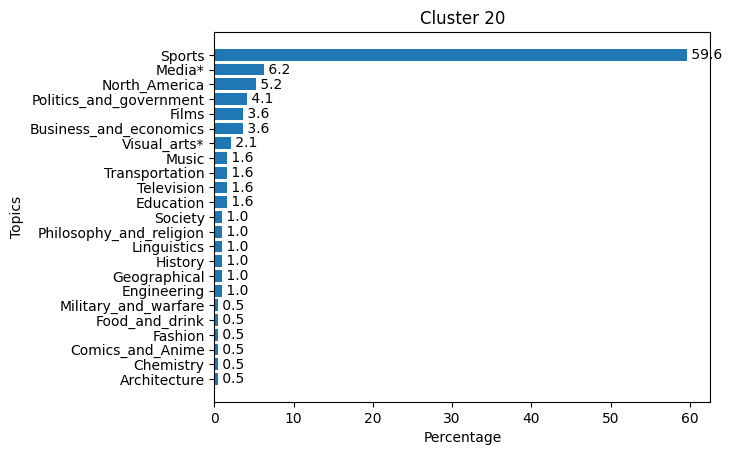 Cluster 20
Sports 59.6
Media* 6.2
North_America 5.2
Politics_and_government 4.1
Films 3.6
Business_and_economics 3.6
Visual_arts* 2.1
Music 1.6
Transportation 1.6
Television 1.6
Education 1.6
Society 1.0
Philosophy_and_religion 1.0
Linguistics 1.0
History 1.0
Geographical 1.0
Engineering 1.0
Military_and_warfare 0.5
Food_and_drink 0.5
Fashion 0.5
Comics_and_Anime 0.5
Chemistry 0.5
Architecture 0.5
Topics
0 10 20 30 40 50 60
Percentage